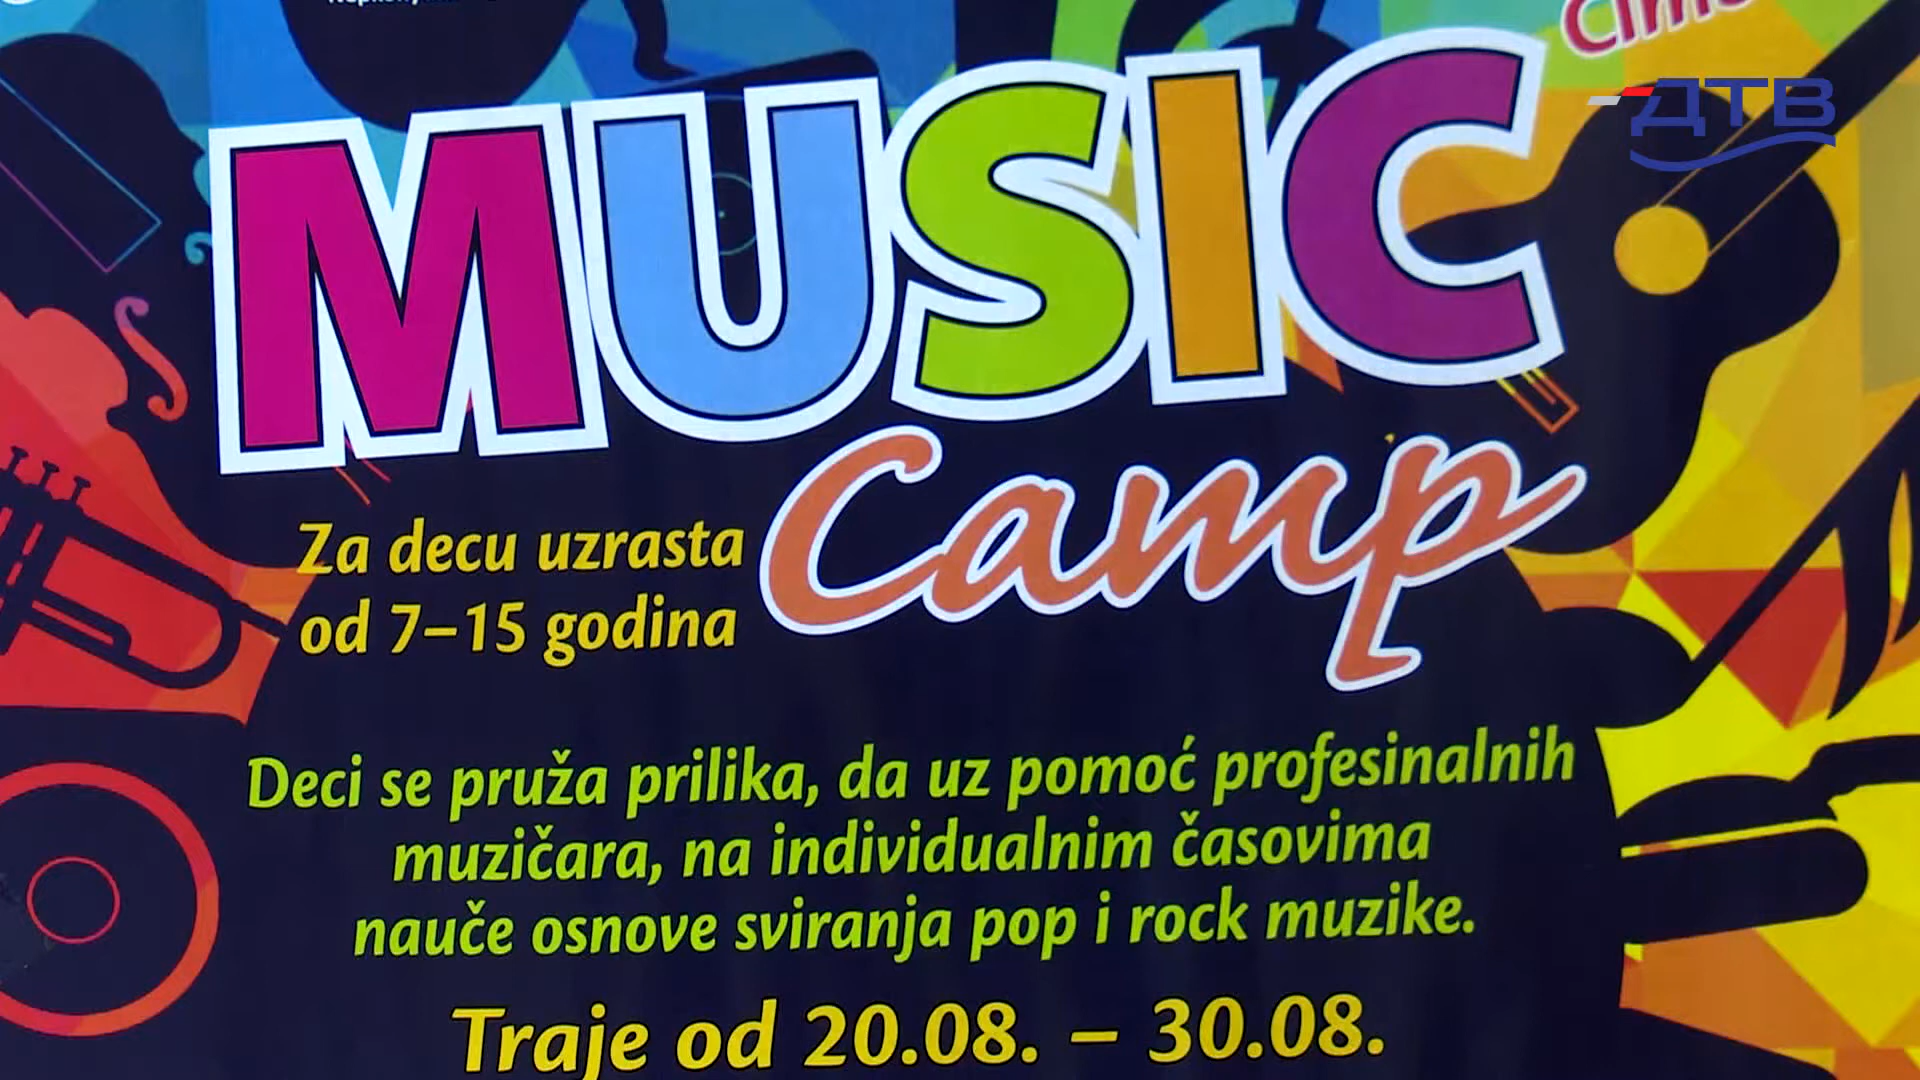 ДТВ
MUSIC
Camp
Za decu uzrasta
od 7–15 godina
Deci se pruža prilika, da uz pomoć profesinalnih
muzičara, na individualnim časovima
nauče osnove sviranja pop i rock muzike.
Traje od 20.08. – 30.08.